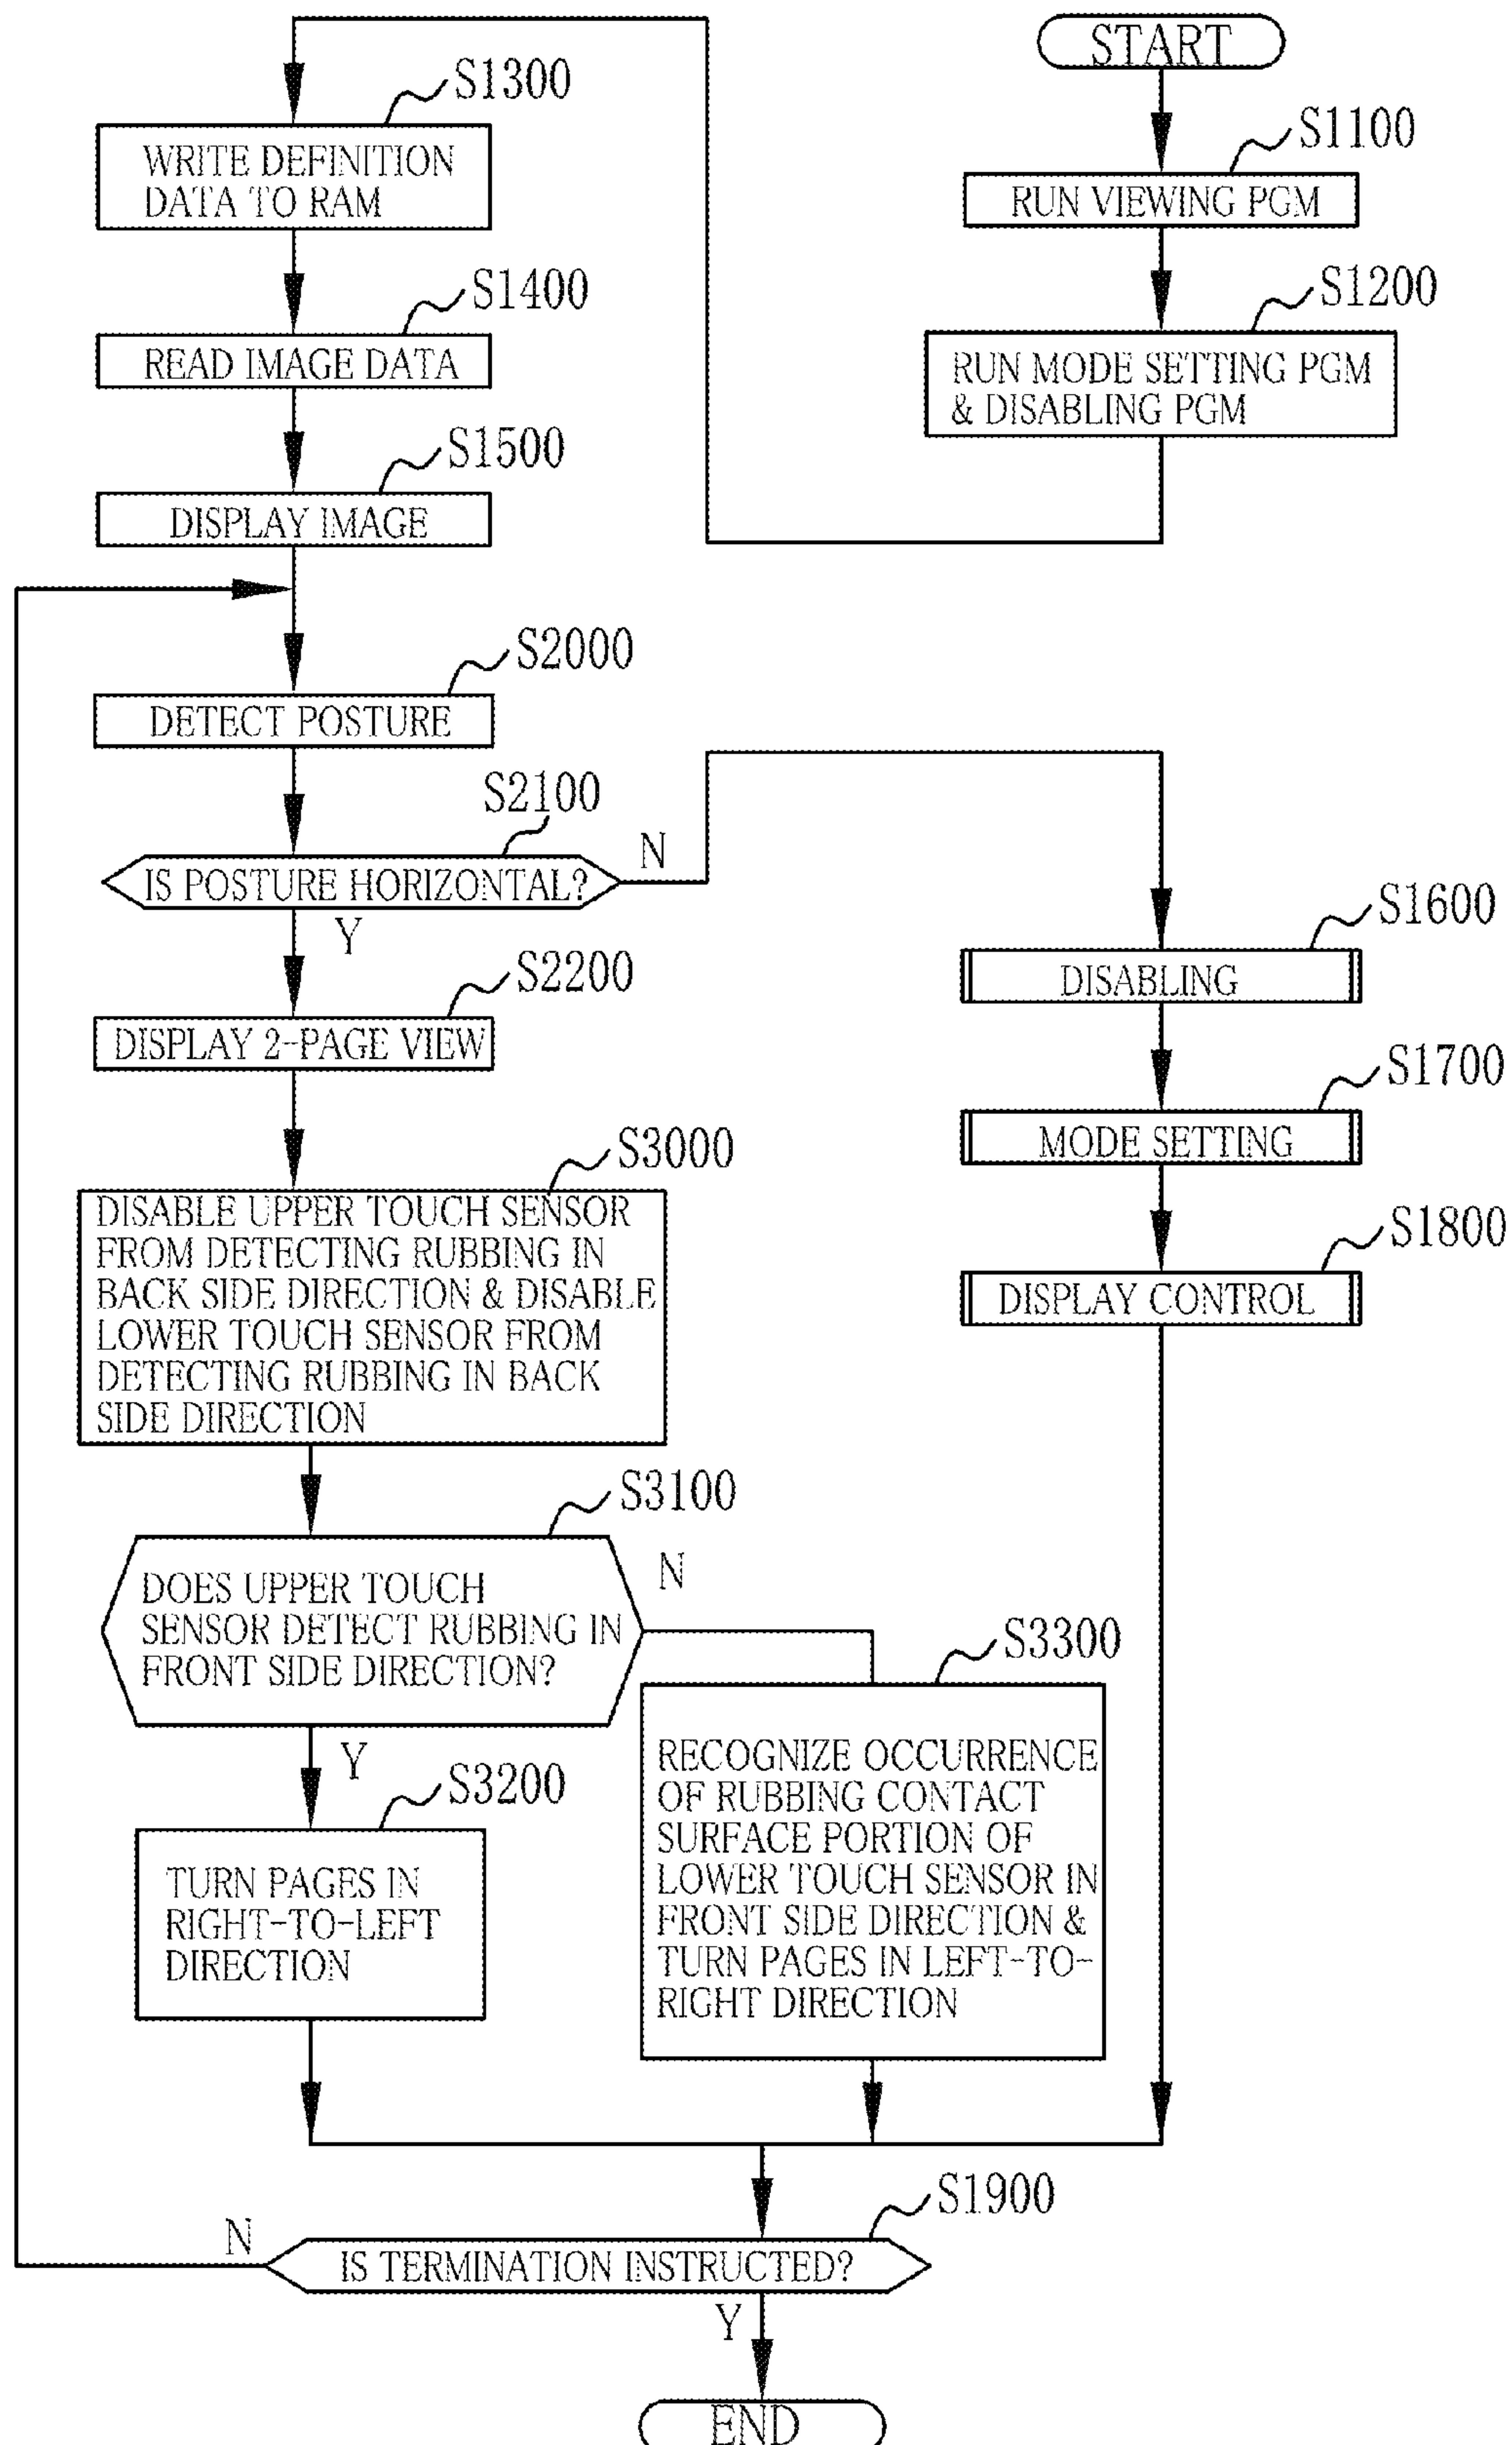 START
S1100
RUN VIEWING PGM
S1200
RUN MODE SETTING PGM
& DISABLING PGM
S1300
WRITE DEFINITION
DATA TO RAM
S1400
READ IMAGE DATA
S1500
DISPLAY IMAGE
S2000
DETECT POSTURE
S2100
IS POSTURE HORIZONTAL?
N
Y
S2200
DISPLAY 2-PAGE VIEW
S1600
DISABLING
S1700
MODE SETTING
S1800
DISPLAY CONTROL
S3000
DISABLE UPPER TOUCH SENSOR
FROM DETECTING RUBBING IN
BACK SIDE DIRECTION & DISABLE
LOWER TOUCH SENSOR FROM
DETECTING RUBBING IN BACK
SIDE DIRECTION
S3100
DOES UPPER TOUCH
SENSOR DETECT RUBBING IN
FRONT SIDE DIRECTION?
N
Y
S3200
TURN PAGES IN
RIGHT-TO-LEFT
DIRECTION
S3300
RECOGNIZE OCCURRENCE
OF RUBBING CONTACT
SURFACE PORTION OF
LOWER TOUCH SENSOR IN
FRONT SIDE DIRECTION &
TURN PAGES IN LEFT-TO-
RIGHT DIRECTION
S1900
N
IS TERMINATION INSTRUCTED?
Y
END